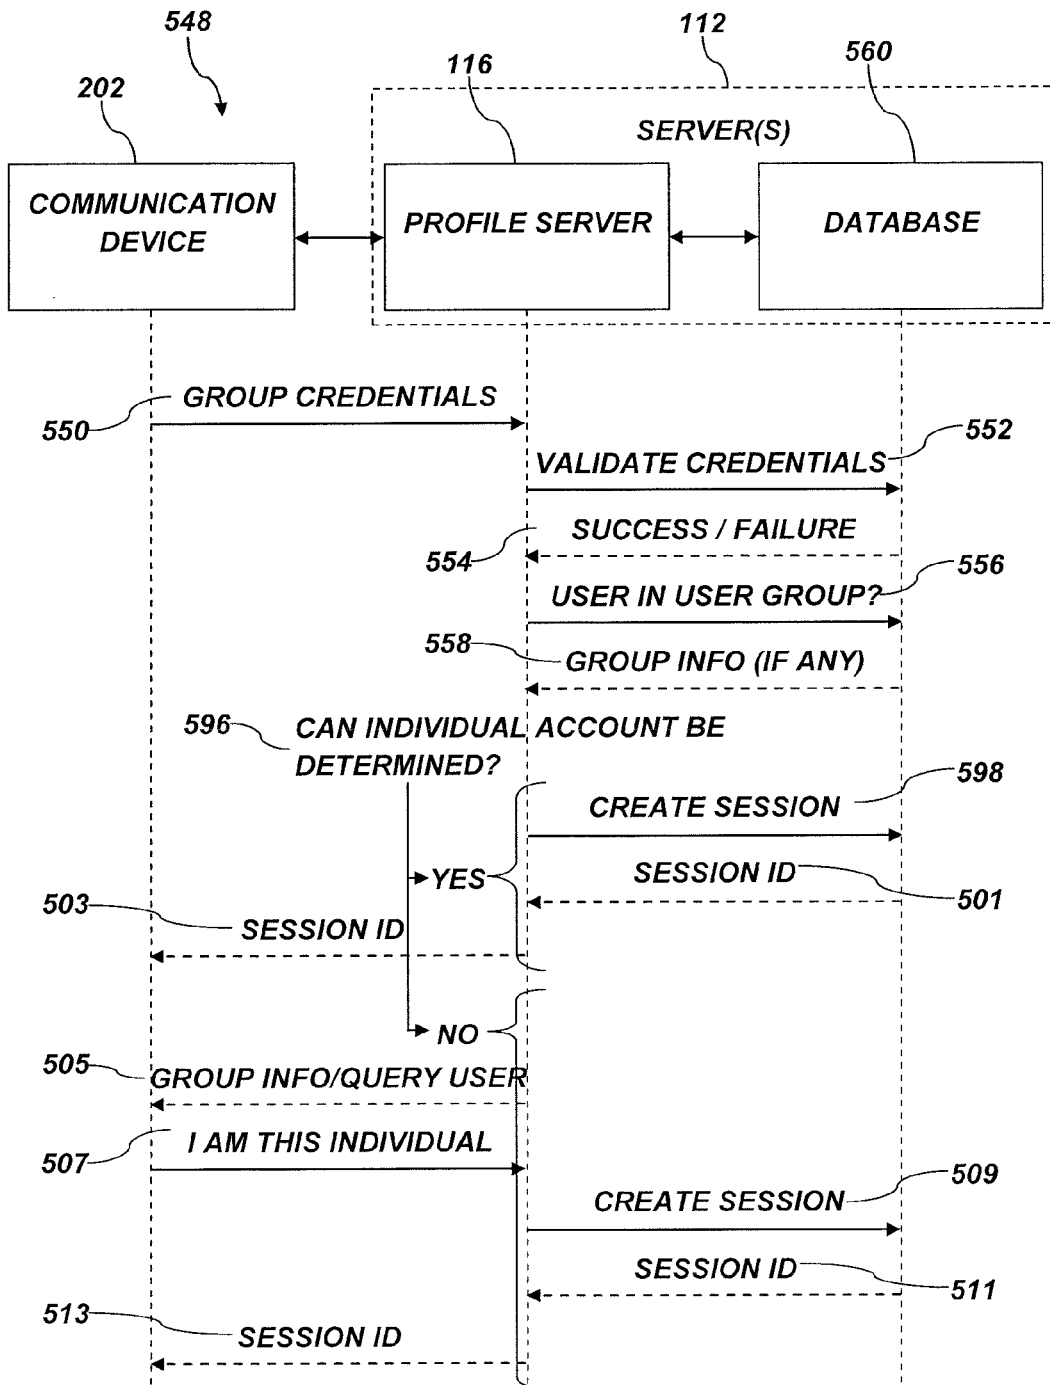 548
112
202
116
560
SERVER(S)
COMMUNICATION
DEVICE
PROFILE SERVER
DATABASE
GROUP CREDENTIALS
550
552
VALIDATE CREDENTIALS
SUCCESS / FAILURE
554
556
USER IN USER GROUP?
558
GROUP INFO (IF ANY)
596
CAN INDIVIDUAL ACCOUNT BE
DETERMINED?
598
CREATE SESSION
YES
SESSION ID
501
503
SESSION ID
NO
505
GROUP INFO/QUERY USER
I AM THIS INDIVIDUAL
507
509
CREATE SESSION
SESSION ID
511
513
SESSION ID